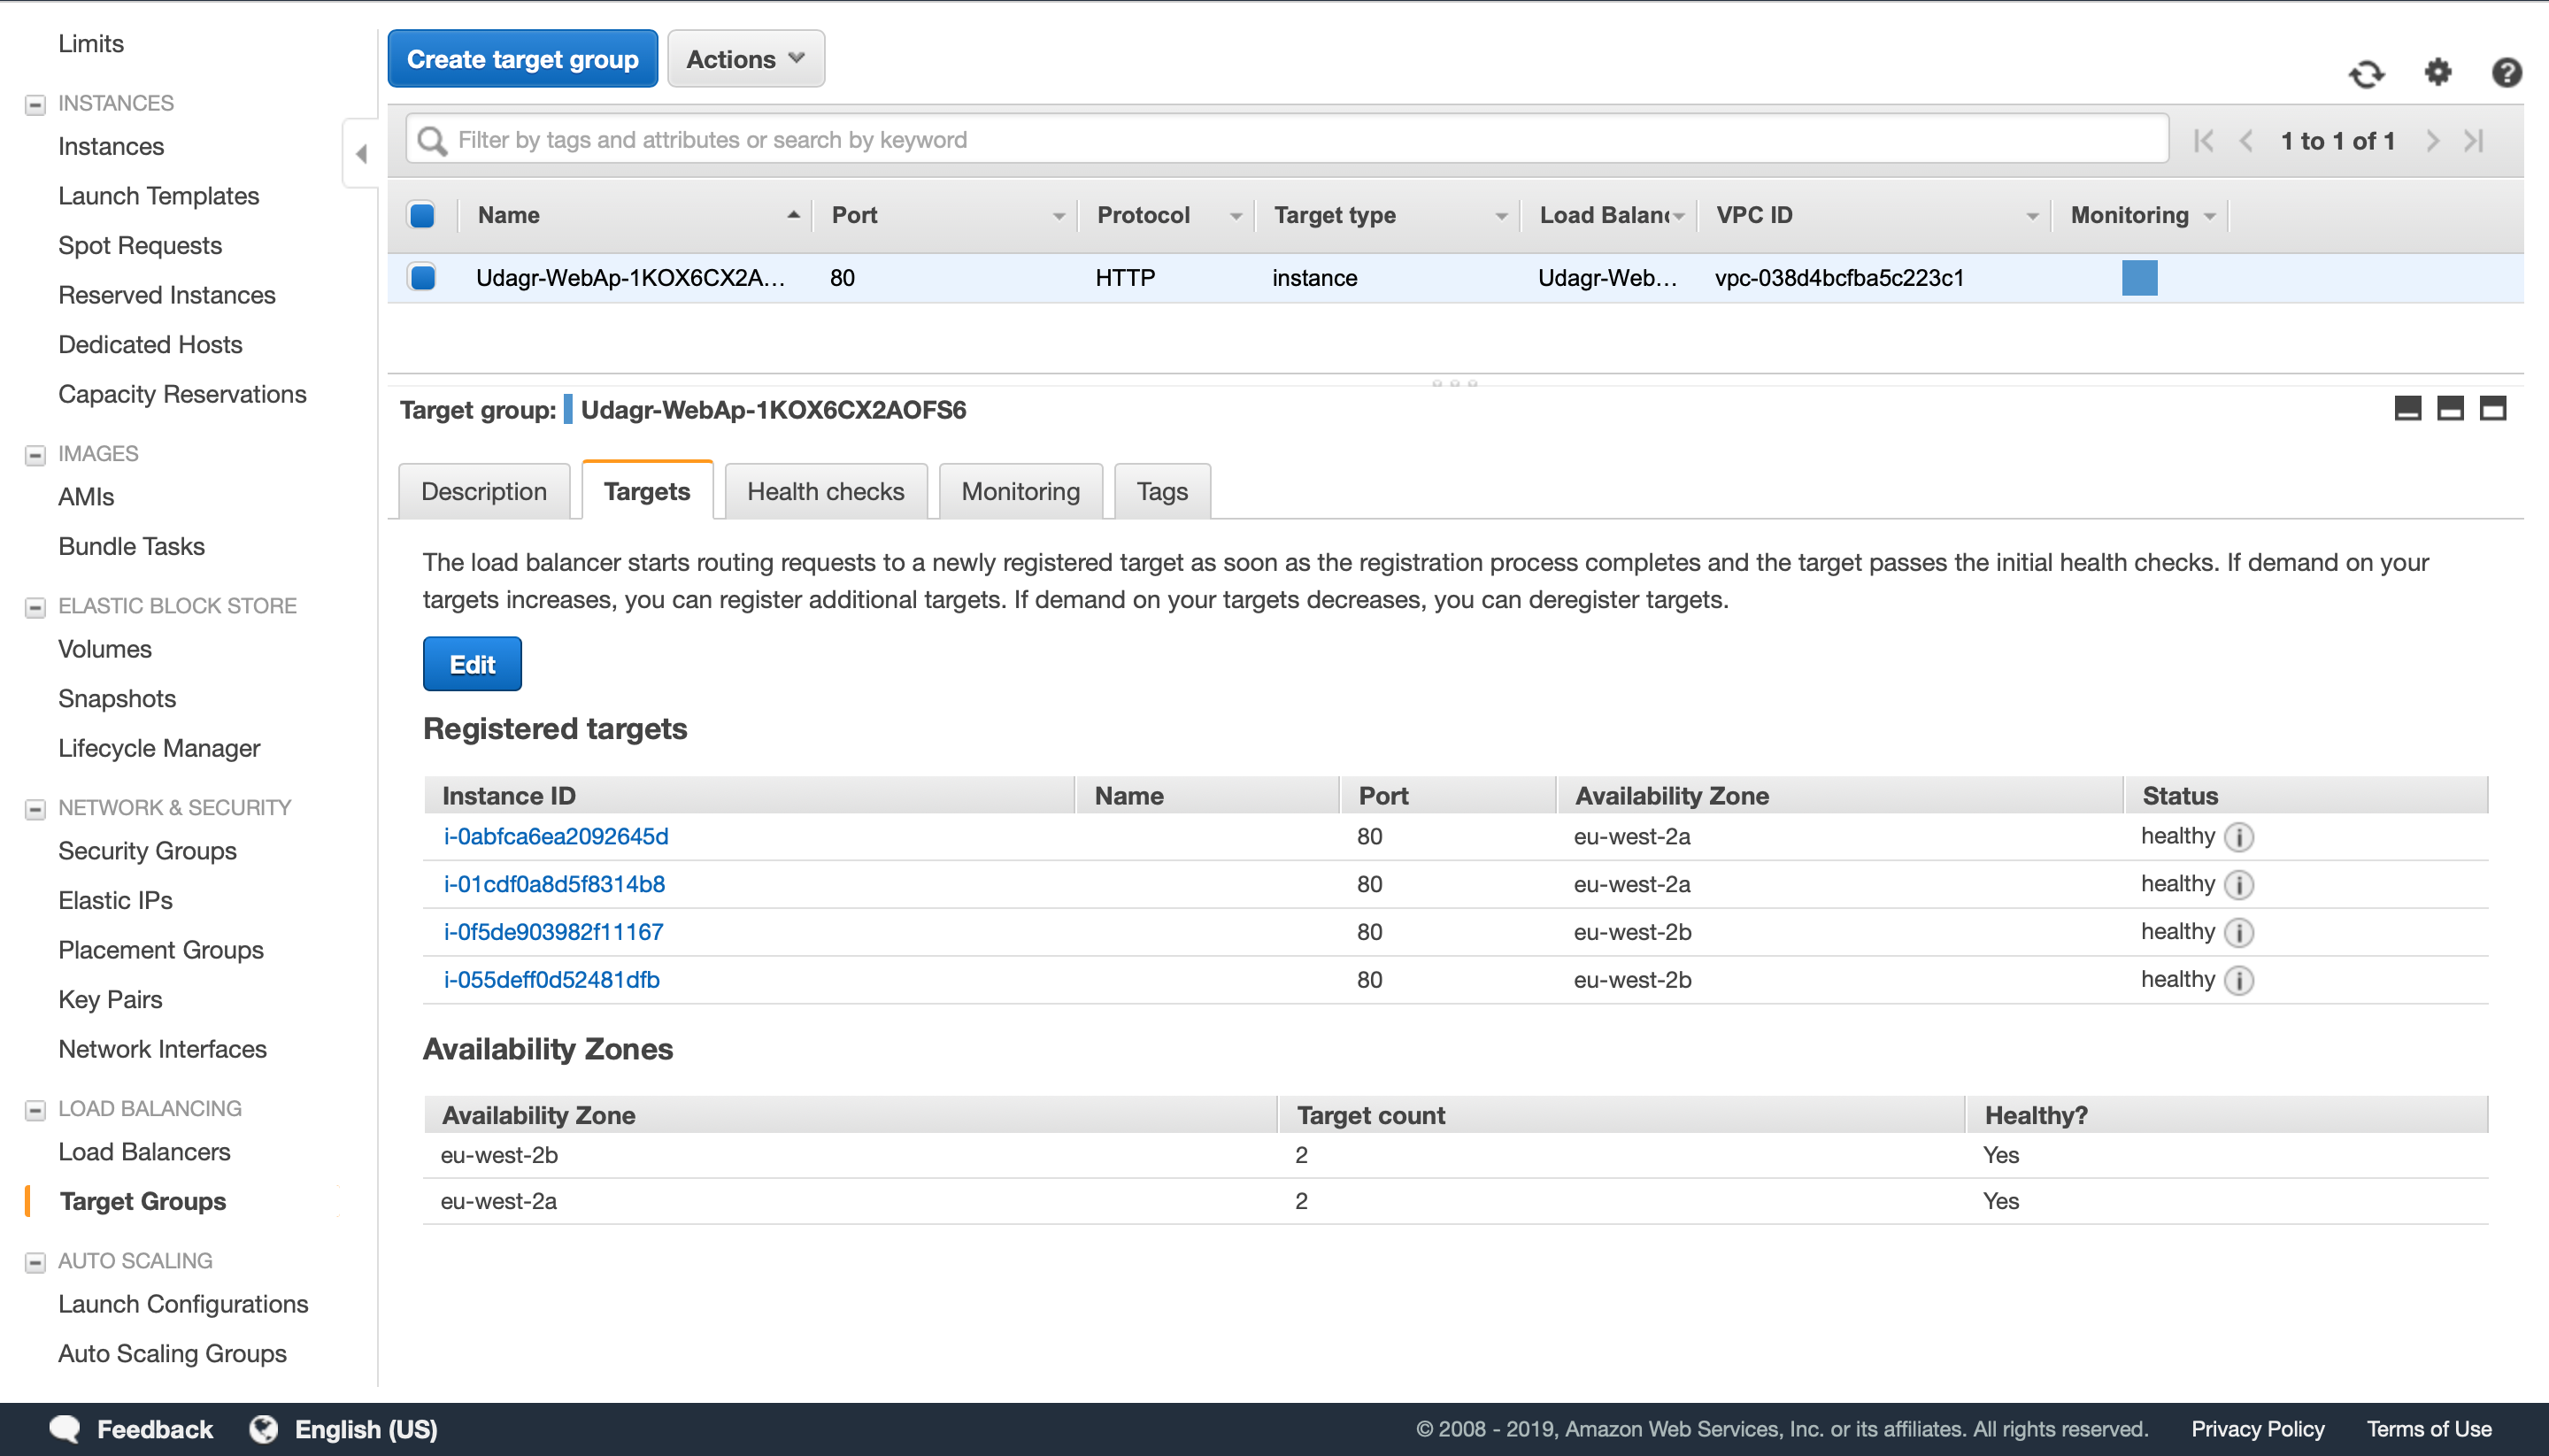 Limits
INSTANCES
Instances
Launch Templates
Spot Requests
Reserved Instances
Dedicated Hosts
Capacity Reservations
IMAGES
AMIs
Bundle Tasks
ELASTIC BLOCK STORE
Volumes
Snapshots
Lifecycle Manager
NETWORK & SECURITY
Security Groups
Elastic IPs
Placement Groups
Key Pairs
Network Interfaces
LOAD BALANCING
Load Balancers
Target Groups
AUTO SCALING
Launch Configurations
Auto Scaling Groups
Create target group Actions
Filter by tags and attributes or search by keyword 1 to 1 of 1
Name Port Protocol Target type Load Balanc VPC ID Monitoring
Udagr-WebAp-1KOX6CX2A... 80 HTTP instance Udagr-Web... vpc-038d4bcfba5c223c1
Target group: Udagr-WebAp-1KOX6CX2AOFS6
Description Targets Health checks Monitoring Tags
The load balancer starts routing requests to a newly registered target as soon as the registration process completes and the target passes the initial health checks. If demand on your
targets increases, you can register additional targets. If demand on your targets decreases, you can deregister targets.
Edit
Registered targets
Instance ID Name Port Availability Zone Status
i-0abfca6ea2092645d 80 eu-west-2a healthy
i-01cdf0a8d5f8314b8 80 eu-west-2a healthy
i-0f5de903982f11167 80 eu-west-2b healthy
i-055deff0d52481dfb 80 eu-west-2b healthy
Availability Zones
Availability Zone Target count Healthy?
eu-west-2b 2 Yes
eu-west-2a 2 Yes
Feedback English (US) © 2008 - 2019, Amazon Web Services, Inc. or its affiliates. All rights reserved. Privacy Policy Terms of Use